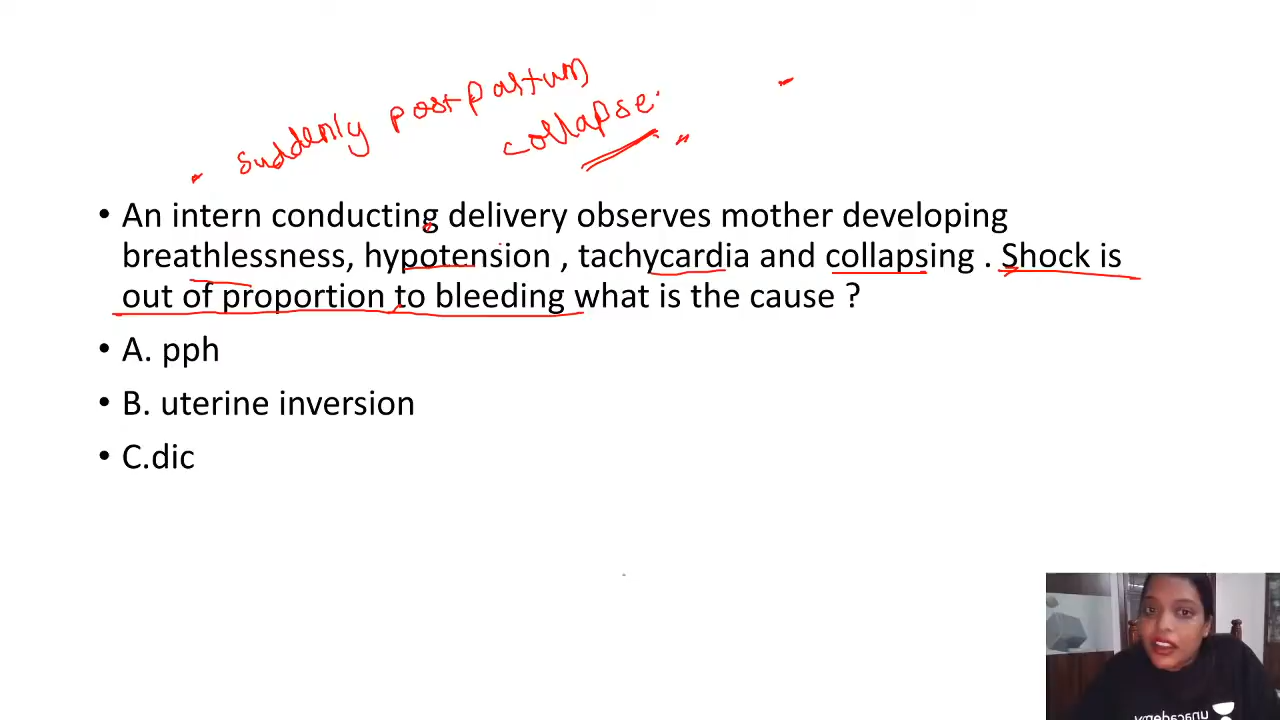 suddenly postpartum
collapse.
• An intern conducting delivery observes mother developing
breathlessness, hypotension , tachycardia and collapsing . Shock is
out of proportion to bleeding what is the cause ?
• A. pph
• B. uterine inversion
• C.dic
unacademy